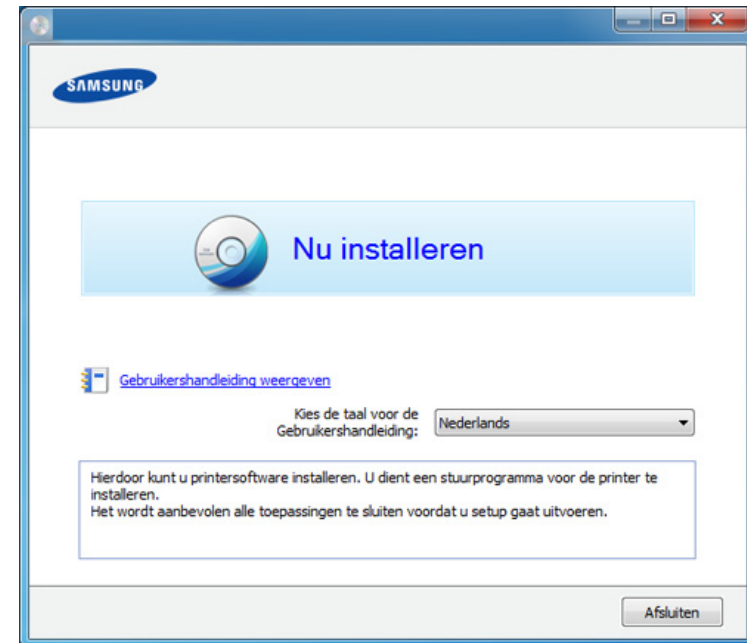 SAMSUNG
Nu installeren
Gebruikershandleiding weergeven
Kies de taal voor de
Gebruikershandleiding:
Nederlands
Hierdoor kunt u printersoftware installeren. U dient een stuurprogramma voor de printer te
installeren.
Het wordt aanbevolen alle toepassingen te sluiten voordat u setup gaat uitvoeren.
Afsluiten